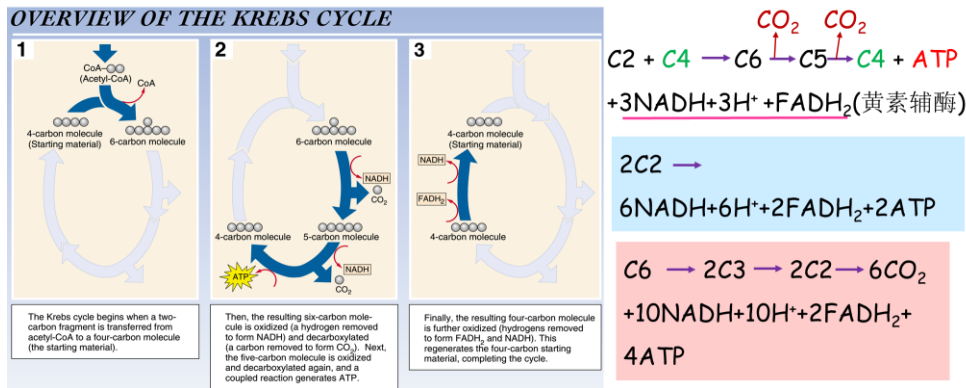 OVERVIEW OF THE KREBS CYCLE
1
CoA–
(Acetyl-CoA)
CoA
4-carbon molecule
(Starting material)
6-carbon molecule
The Krebs cycle begins when a two-
carbon fragment is transferred from
acetyl-CoA to a four-carbon molecule
(the starting material).
2
6-carbon molecule
NADH
CO₂
4-carbon molecule
5-carbon molecule
ATP
NADH
CO₂
Then, the resulting six-carbon mole-
cule is oxidized (a hydrogen removed
to form NADH) and decarboxylated
(a carbon removed to form CO₂). Next,
the five-carbon molecule is oxidized
and decarboxylated again, and a
coupled reaction generates ATP.
3
4-carbon molecule
(Starting material)
NADH
FADH₂
4-carbon molecule
Finally, the resulting four-carbon molecule
is further oxidized (hydrogens removed
to form FADH₂ and NADH). This
regenerates the four-carbon starting
material, completing the cycle.
CO₂ CO₂
C2 + C4 → C6 → C5 → C4 + ATP
+3NADH+3H⁺ +FADH₂(黄素辅酶)
2C2 →
6NADH+6H⁺+2FADH₂+2ATP
C6 → 2C3 → 2C2 → 6CO₂
+10NADH+10H⁺+2FADH₂+
4ATP